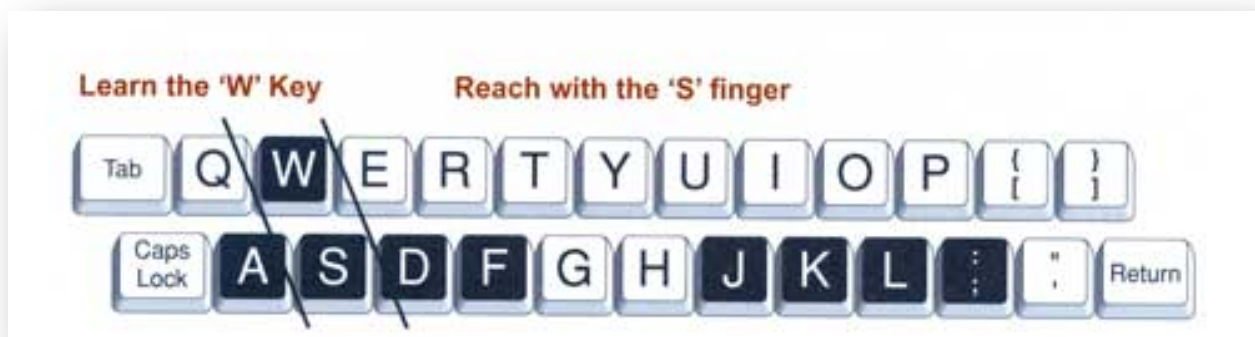 Learn the ‘W’ Key Reach with the ‘S’ finger
Tab Q W E R T Y U I O P { [ } ]
Caps Lock A S D F G H J K L : ; " ' Return